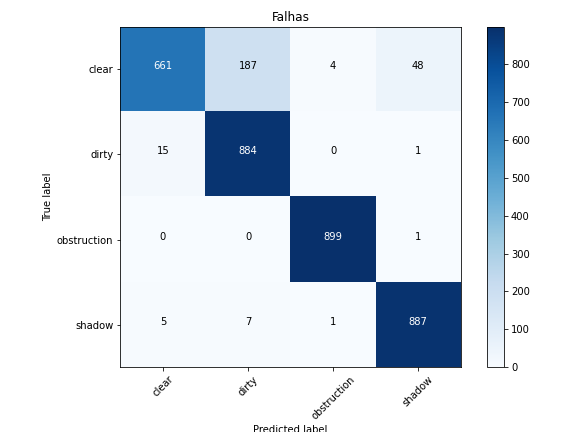 Falhas
True label
clear 661 187 4 48
dirty 15 884 0 1
obstruction 0 0 899 1
shadow 5 7 1 887
clear dirty obstruction shadow
Predicted label
800
700
600
500
400
300
200
100
0